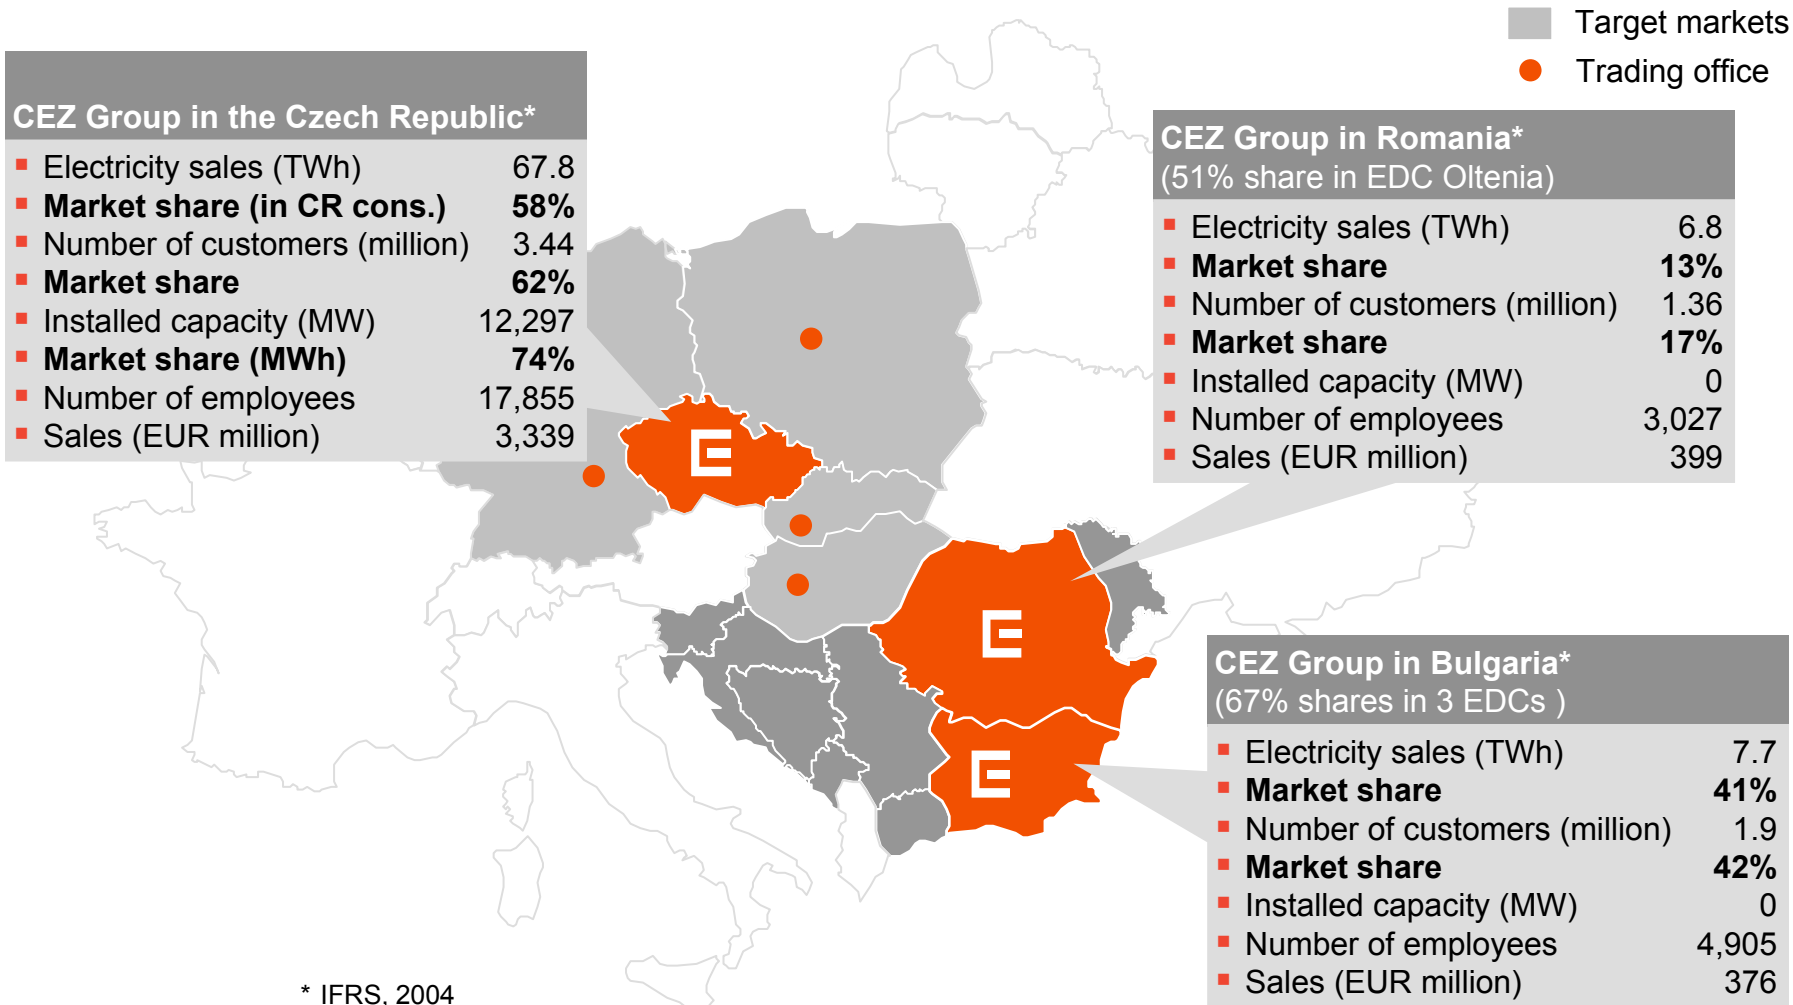 Target markets
Trading office
CEZ Group in the Czech Republic*
Electricity sales (TWh) 67.8
Market share (in CR cons.) 58%
Number of customers (million) 3.44
Market share 62%
Installed capacity (MW) 12,297
Market share (MWh) 74%
Number of employees 17,855
Sales (EUR million) 3,339
CEZ Group in Romania*
(51% share in EDC Oltenia)
Electricity sales (TWh) 6.8
Market share 13%
Number of customers (million) 1.36
Market share 17%
Installed capacity (MW) 0
Number of employees 3,027
Sales (EUR million) 399
CEZ Group in Bulgaria*
(67% shares in 3 EDCs )
Electricity sales (TWh) 7.7
Market share 41%
Number of customers (million) 1.9
Market share 42%
Installed capacity (MW) 0
Number of employees 4,905
Sales (EUR million) 376
* IFRS, 2004